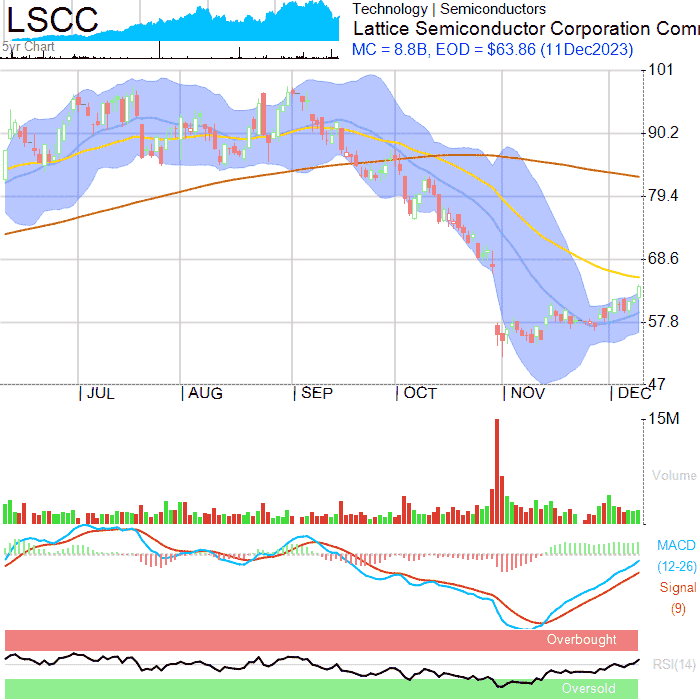 LSCC
5yr Chart
Technology | Semiconductors
Lattice Semiconductor Corporation Com
MC = 8.8B, EOD = $63.86 (11Dec2023)
101
90.2
79.4
68.6
57.8
47
| JUL
| AUG
| SEP
| OCT
| NOV
| DEC
15M
Volume
MACD
(12-26)
Signal
(9)
Overbought
RSI(14)
Oversold